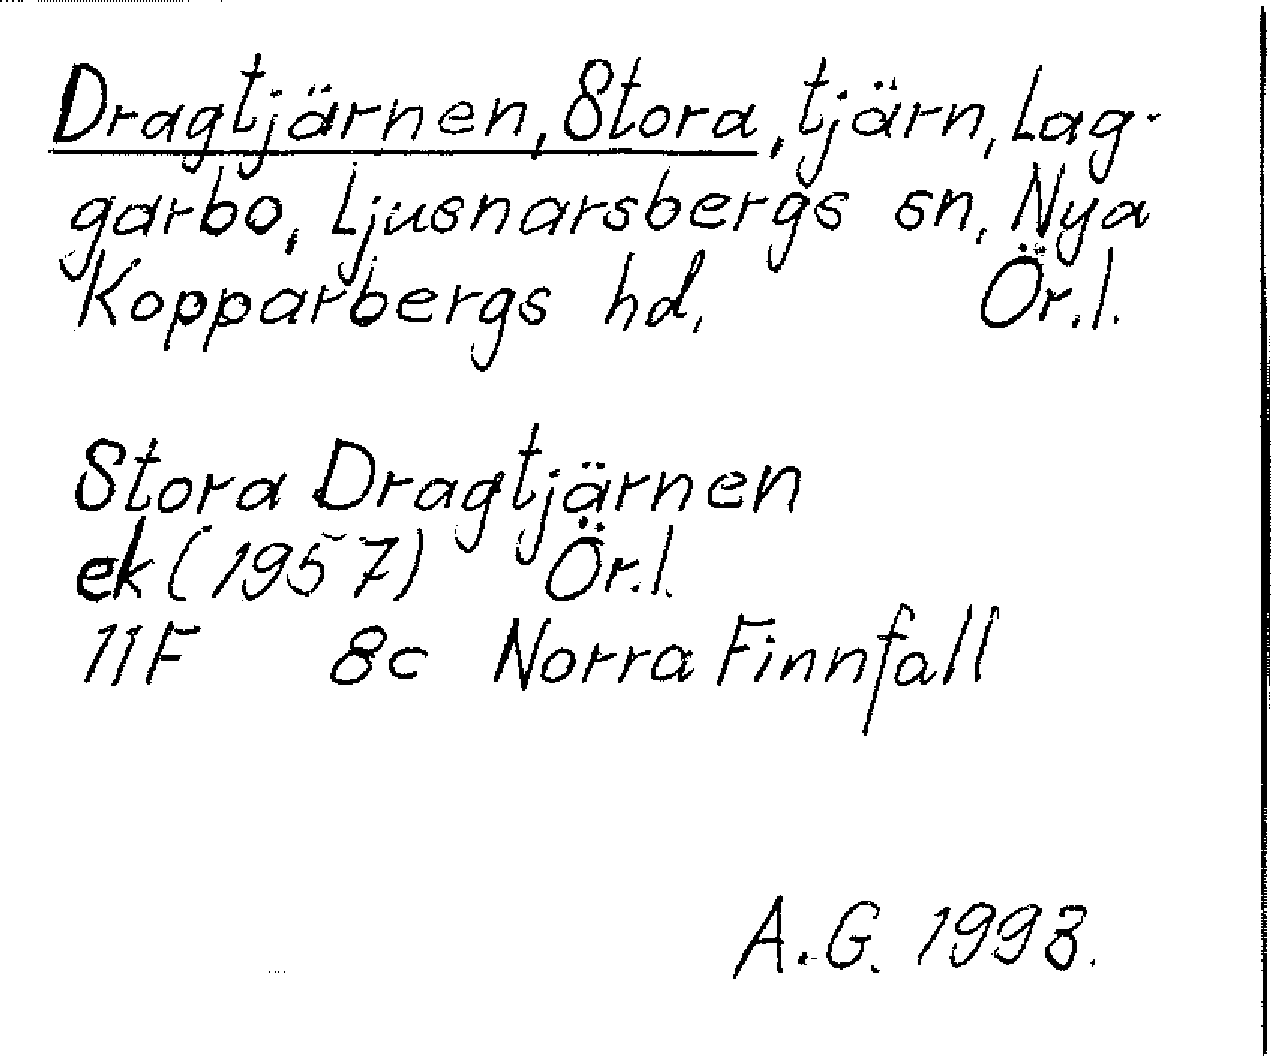 Dragtjärnen, Stora, tjärn, Lag-
garbo, Ljusnarsbergs sn, Nya
Kopparbergs hd, Ör.l.
Stora Dragtjärnen
ek (1957) Ör.l.
11F 8c Norra Finnfall
A.G. 1993.